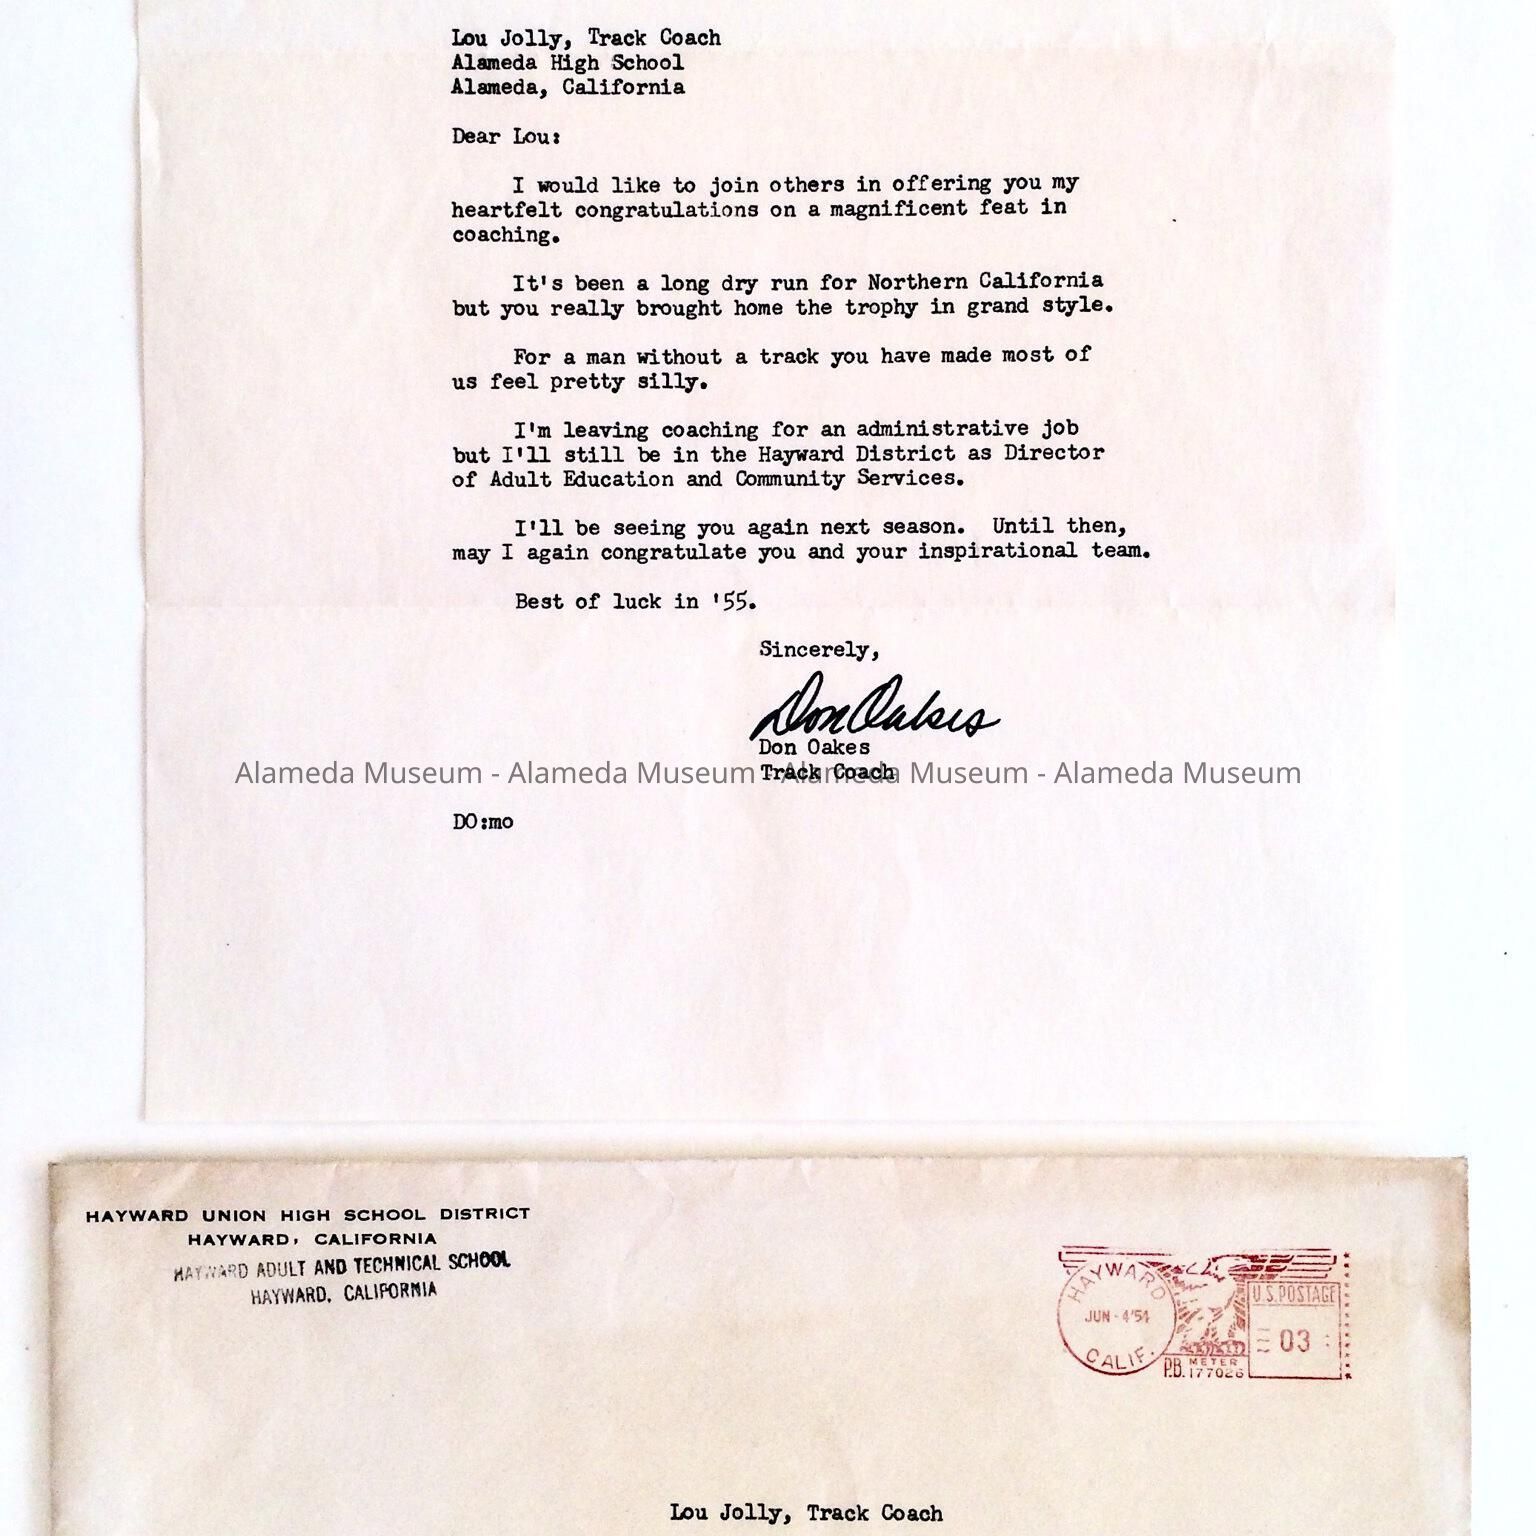 Lou Jolly, Track Coach
Alameda High School
Alameda, California
Dear Lou:
I would like to join others in offering you my
heartfelt congratulations on a magnificent feat in
coaching.
It's been a long dry run for Northern California
but you really brought home the trophy in grand style.
For a man without a track you have made most of
us feel pretty silly.
I'm leaving coaching for an administrative job
but I'll still be in the Hayward District as Director
of Adult Education and Community Services.
I'll be seeing you again next season. Until then,
may I again congratulate you and your inspirational team.
Best of luck in '55.
Sincerely,
Don Oakes
Don Oakes
Track Coach
Alameda Museum - Alameda Museum - Alameda Museum - Alameda Museum
DO:mo
HAYWARD UNION HIGH SCHOOL DISTRICT
HAYWARD, CALIFORNIA
HAYWARD ADULT AND TECHNICAL SCHOOL
HAYWARD, CALIFORNIA
HAYWARD
JUN-4'54
CALIF.
U.S. POSTAGE
03
P.B. METER
177026
Lou Jolly, Track Coach